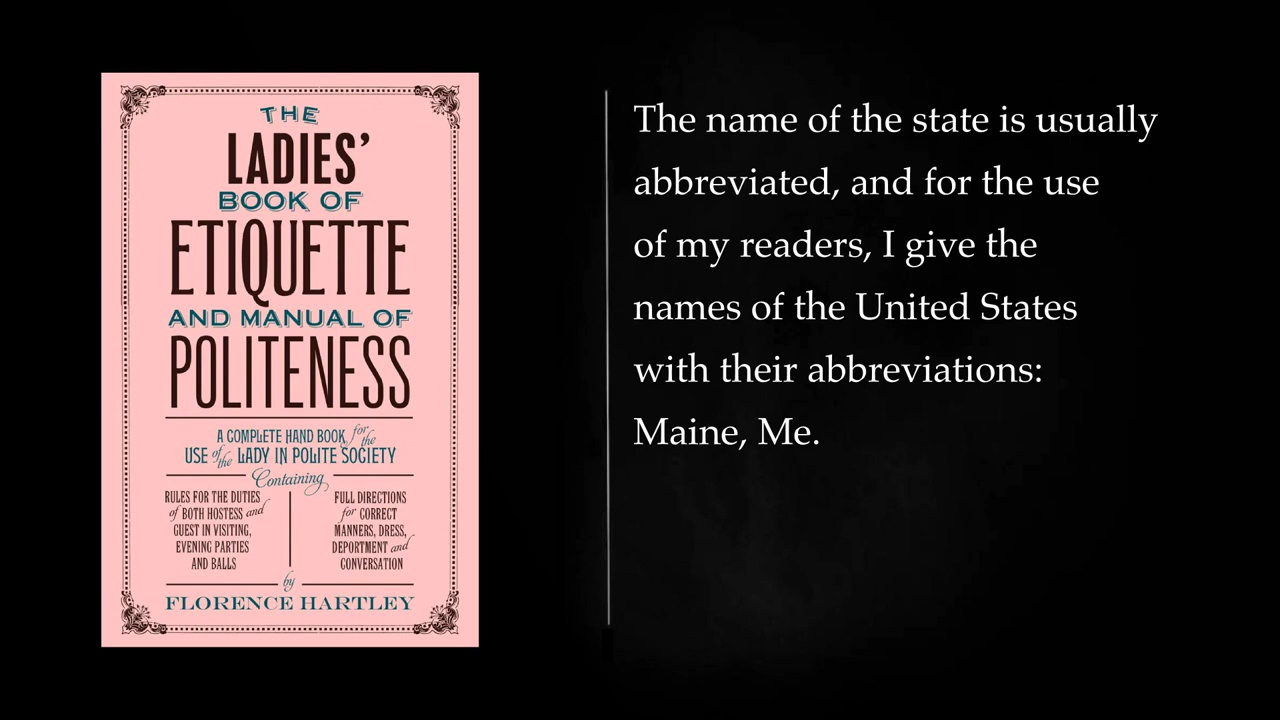 THE
LADIES'
BOOK OF
ETIQUETTE
AND MANUAL OF
POLITENESS
A COMPLETE HAND BOOK for the
USE of the LADY IN POLITE SOCIETY
Containing
RULES FOR THE DUTIES
of BOTH HOSTESS and
GUEST IN VISITING,
EVENING PARTIES
AND BALLS
FULL DIRECTIONS
for CORRECT
MANNERS, DRESS,
DEPORTMENT and
CONVERSATION
by
FLORENCE HARTLEY
The name of the state is usually
abbreviated, and for the use
of my readers, I give the
names of the United States
with their abbreviations:
Maine, Me.